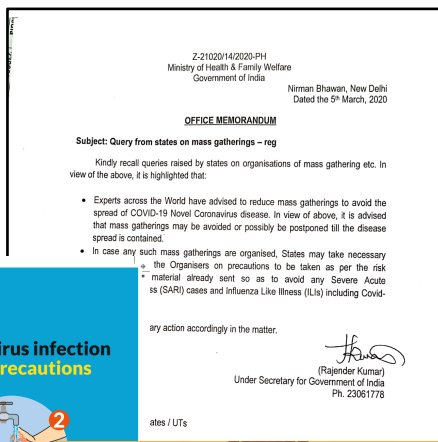 Z-21020/14/2020-PH
Ministry of Health & Family Welfare
Government of India
Nirman Bhawan, New Delhi
Dated the 5th March, 2020
OFFICE MEMORANDUM
Subject: Query from states on mass gatherings – reg
Kindly recall queries raised by states on organisations of mass gathering etc. In
view of the above, it is highlighted that:
• Experts across the World have advised to reduce mass gatherings to avoid the
spread of COVID-19 Novel Coronavirus disease. In view of above, it is advised
that mass gatherings may be avoided or possibly be postponed till the disease
spread is contained.
• In case any such mass gatherings are organised, States may take necessary
the Organisers on precautions to be taken as per the risk
material already sent so as to avoid any Severe Acute
ss (SARI) cases and Influenza Like Illness (ILIs) including Covid-
ary action accordingly in the matter.
(Rajender Kumar)
Under Secretary for Government of India
Ph. 23061778
ates / UTs
irus infection
recautions
2